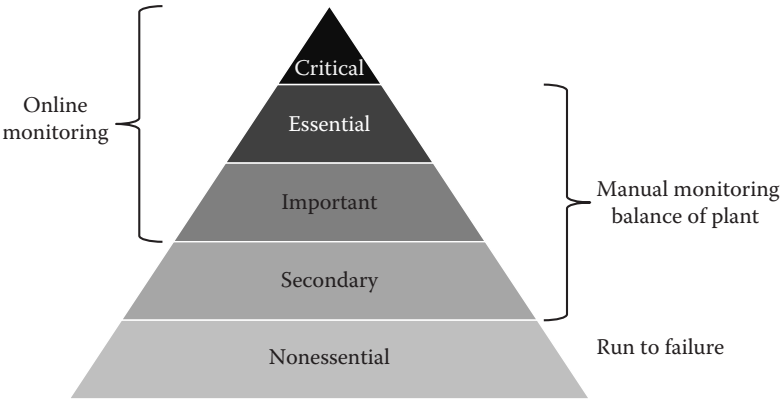 Critical
Online
monitoring
Essential
Important
Manual monitoring
balance of plant
Secondary
Nonessential
Run to failure